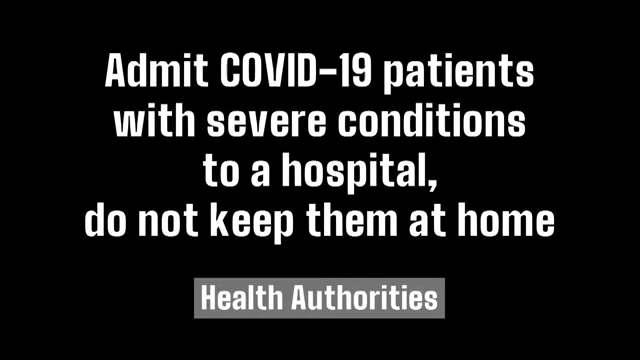 Admit COVID-19 patients
with severe conditions
to a hospital,
do not keep them at home
Health Authorities